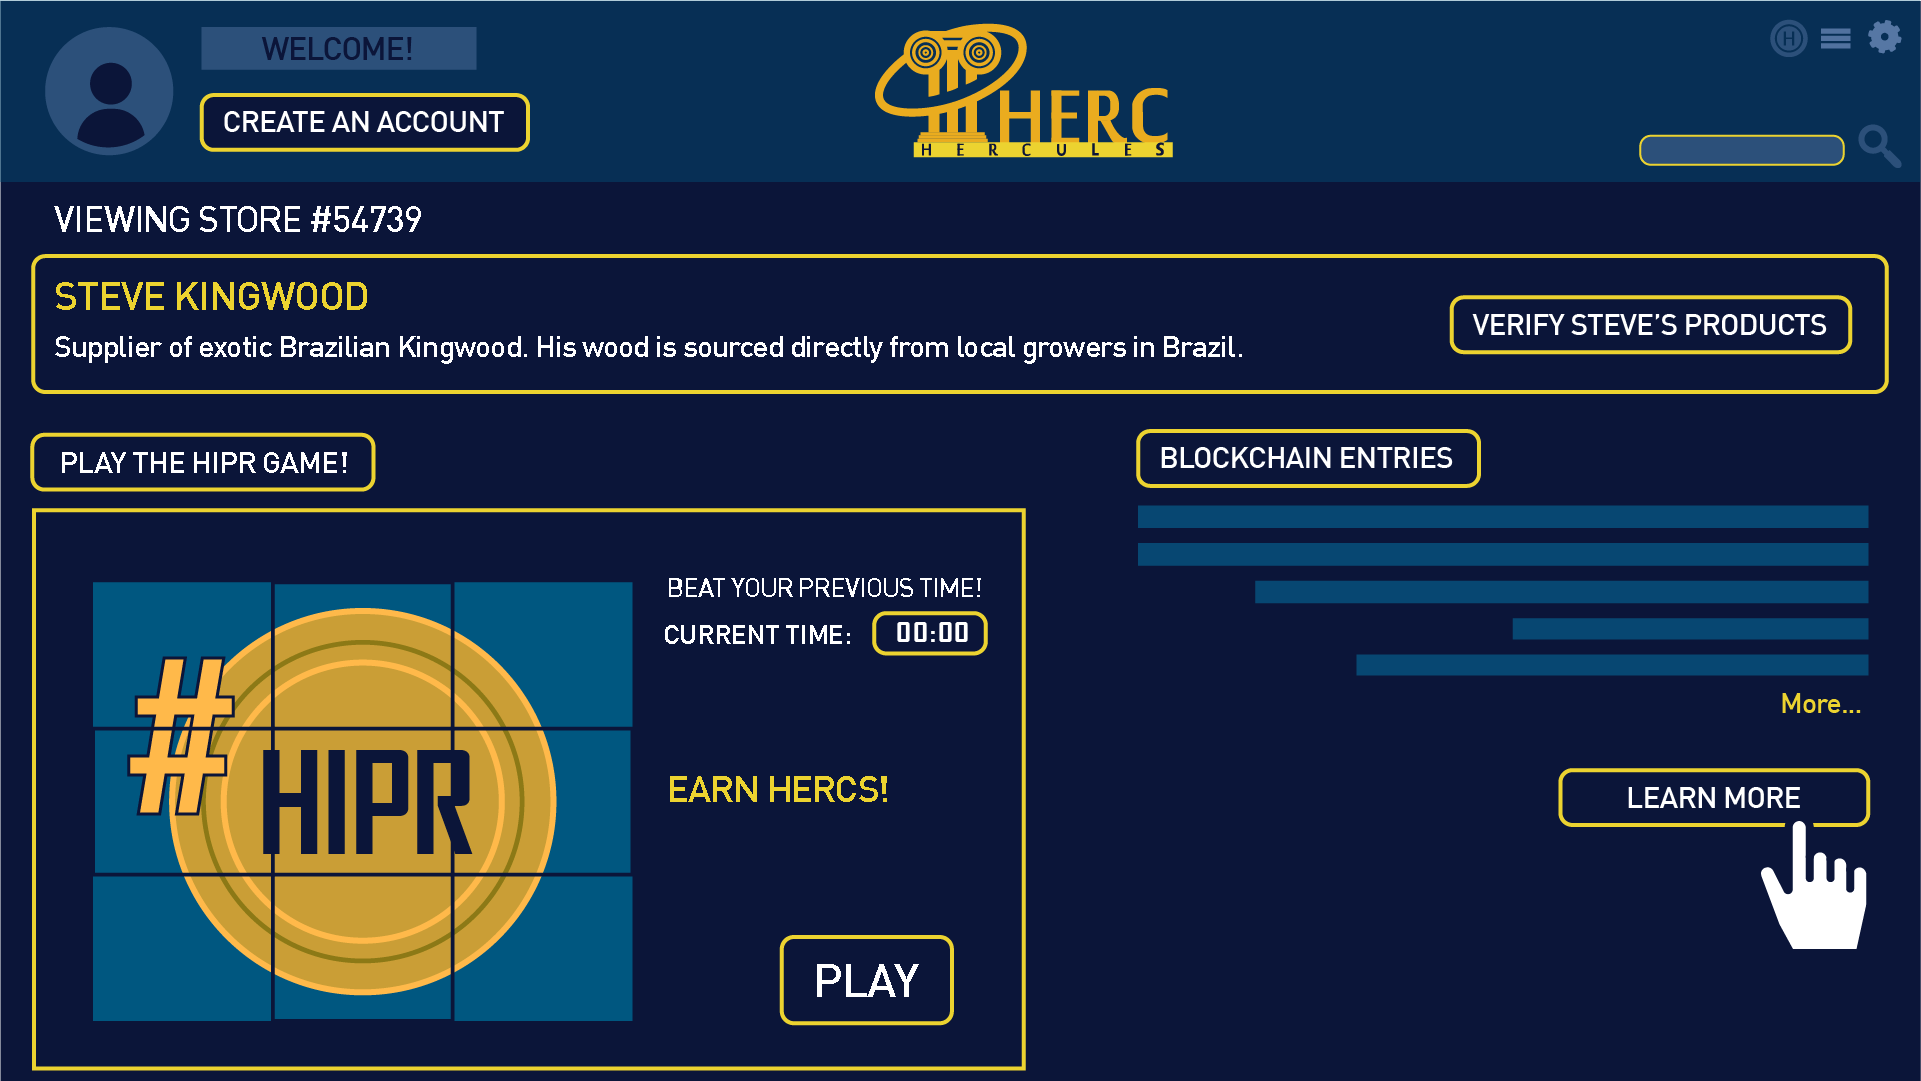 WELCOME!
CREATE AN ACCOUNT
HERC
HERCULES
H
VIEWING STORE #54739
STEVE KINGWOOD
Supplier of exotic Brazilian Kingwood. His wood is sourced directly from local growers in Brazil.
VERIFY STEVE'S PRODUCTS
PLAY THE HIPR GAME!
BEAT YOUR PREVIOUS TIME!
CURRENT TIME: 00:00
#HIPR
EARN HERCS!
PLAY
BLOCKCHAIN ENTRIES
More...
LEARN MORE